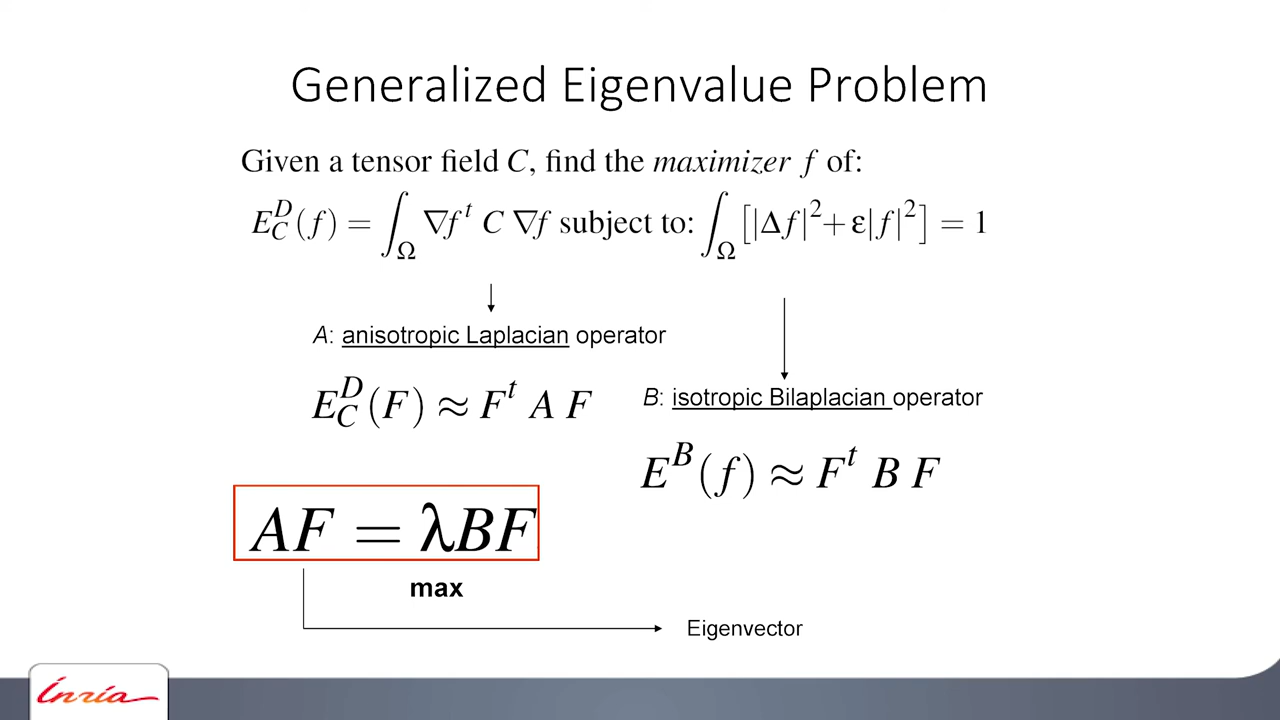 Generalized Eigenvalue Problem
Given a tensor field C, find the maximizer f of:
E_C^D(f) = ∫_Ω ∇f^t C ∇f subject to: ∫_Ω [|Δf|^2 + ε|f|^2] = 1
A: anisotropic Laplacian operator
E_C^D(F) ≈ F^t A F
B: isotropic Bilaplacian operator
E^B(f) ≈ F^t B F
AF = λBF
max
Eigenvector
Inria